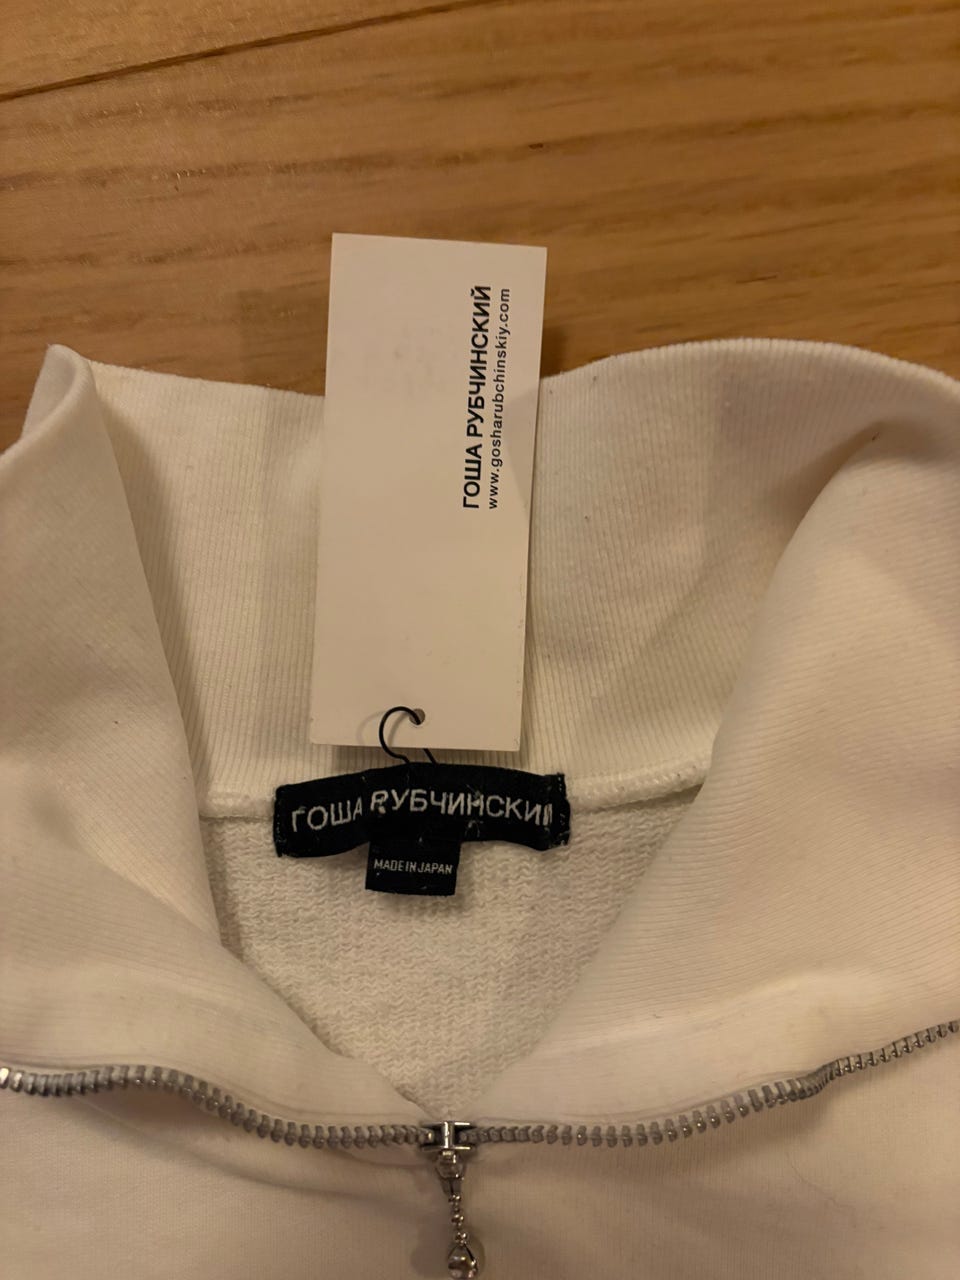 ГОША РУБЧИНСКИЙ
www.gosharubchinskiy.com
ГОША РУБЧИНСКИЙ
MADE IN JAPAN